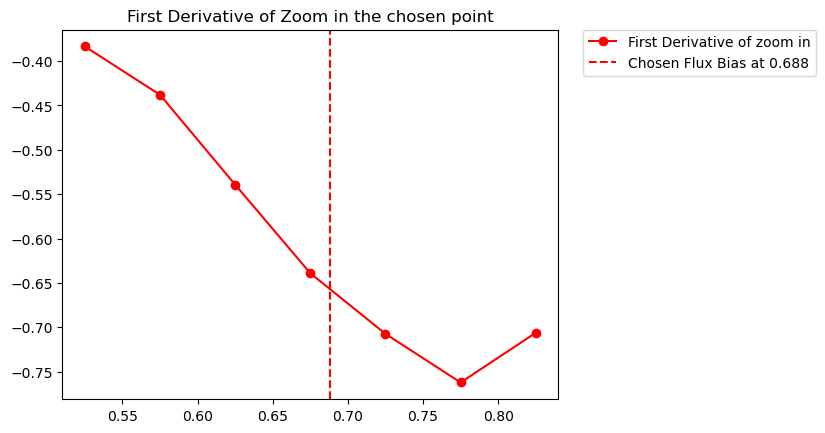 First Derivative of Zoom in the chosen point
First Derivative of zoom in
Chosen Flux Bias at 0.688
−0.40
−0.45
−0.50
−0.55
−0.60
−0.65
−0.70
−0.75
0.55 0.60 0.65 0.70 0.75 0.80